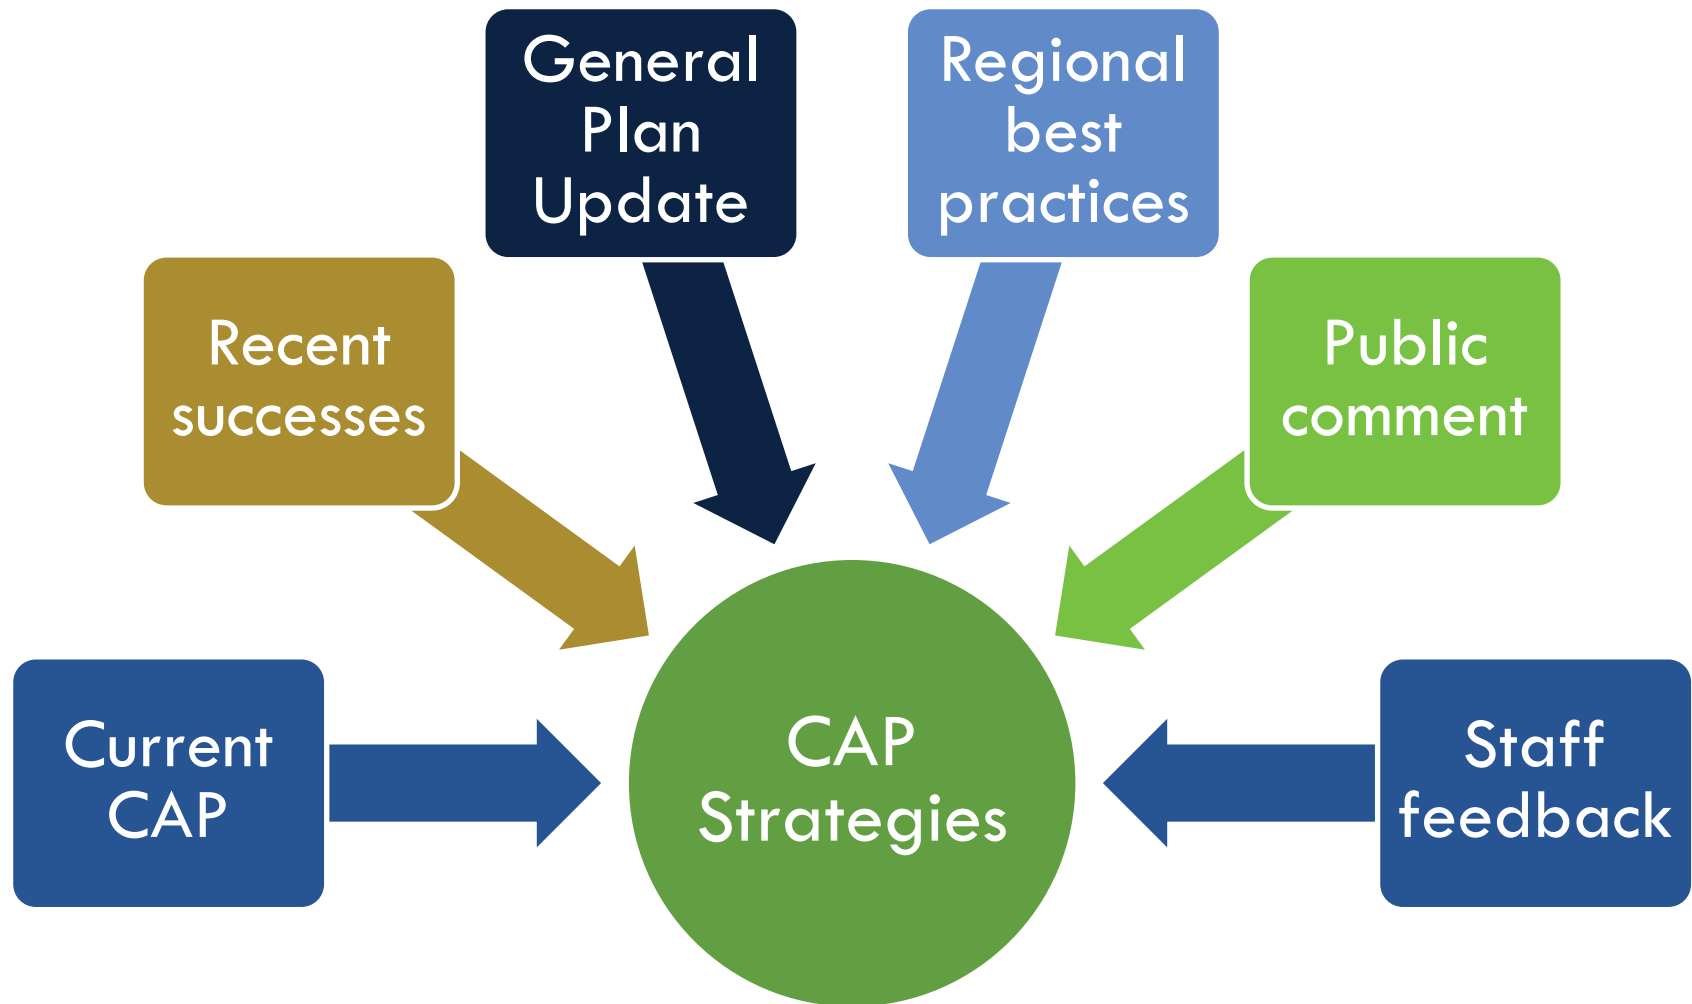 General
Plan
Update
Regional
best
practices
Recent
successes
Public
comment
Current
CAP
CAP
Strategies
Staff
feedback